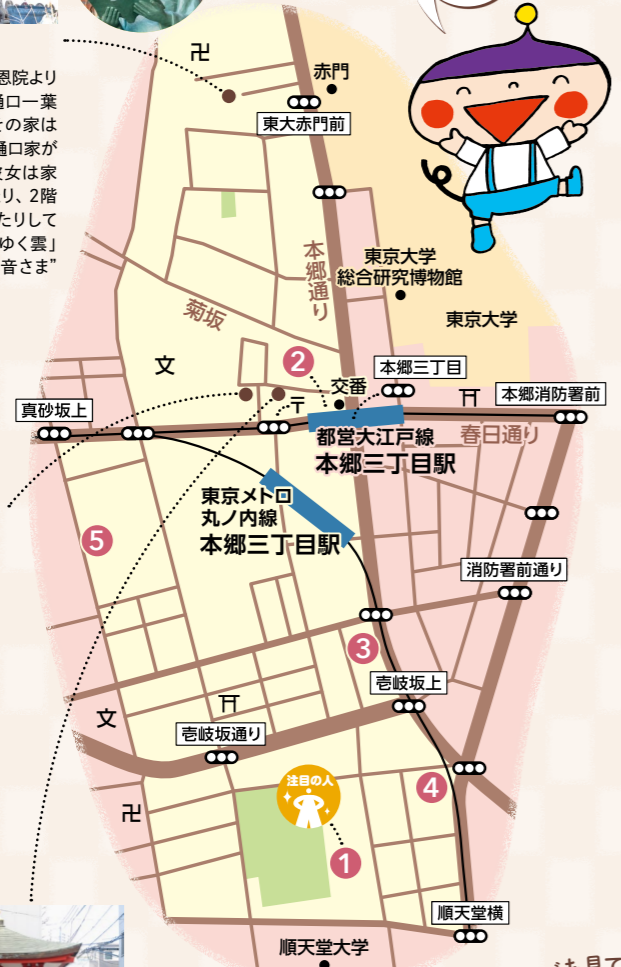 恩院より
樋口一葉
その家は
樋口家が
彼女は家
り、2階
たりして
ゆく雲」
音さま”
赤門
東大赤門前
本郷通り
東京大学
総合研究博物館
東京大学
菊坂
文
②
交番
本郷三丁目
本郷消防署前
真砂坂上
〒
都営大江戸線
本郷三丁目駅
春日通り
東京メトロ
丸ノ内線
本郷三丁目駅
⑤
消防署前通り
③
壱岐坂上
文
壱岐坂通り
注目の人
④
①
順天堂横
順天堂大学
も見て